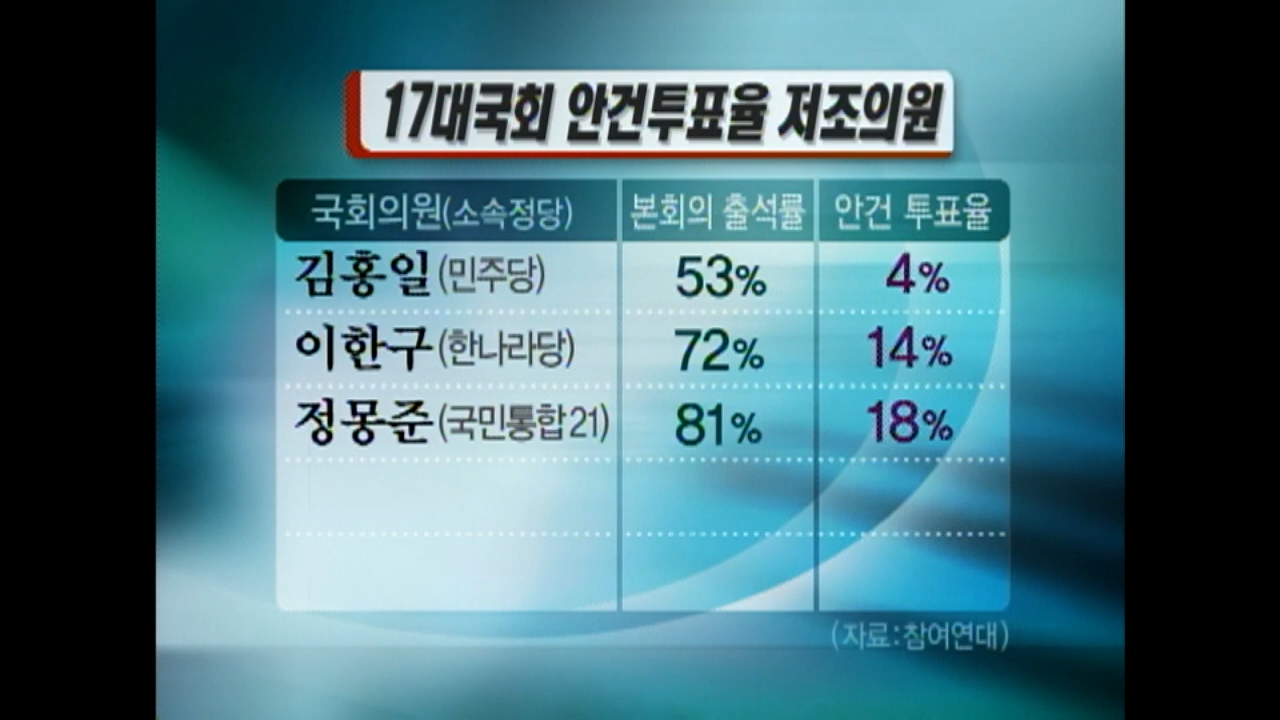 17대국회 안건투표율 저조의원
국회의원(소속정당) 본회의 출석률 안건 투표율
김홍일(민주당) 53% 4%
이한구(한나라당) 72% 14%
정몽준(국민통합21) 81% 18%
(자료:참여연대)